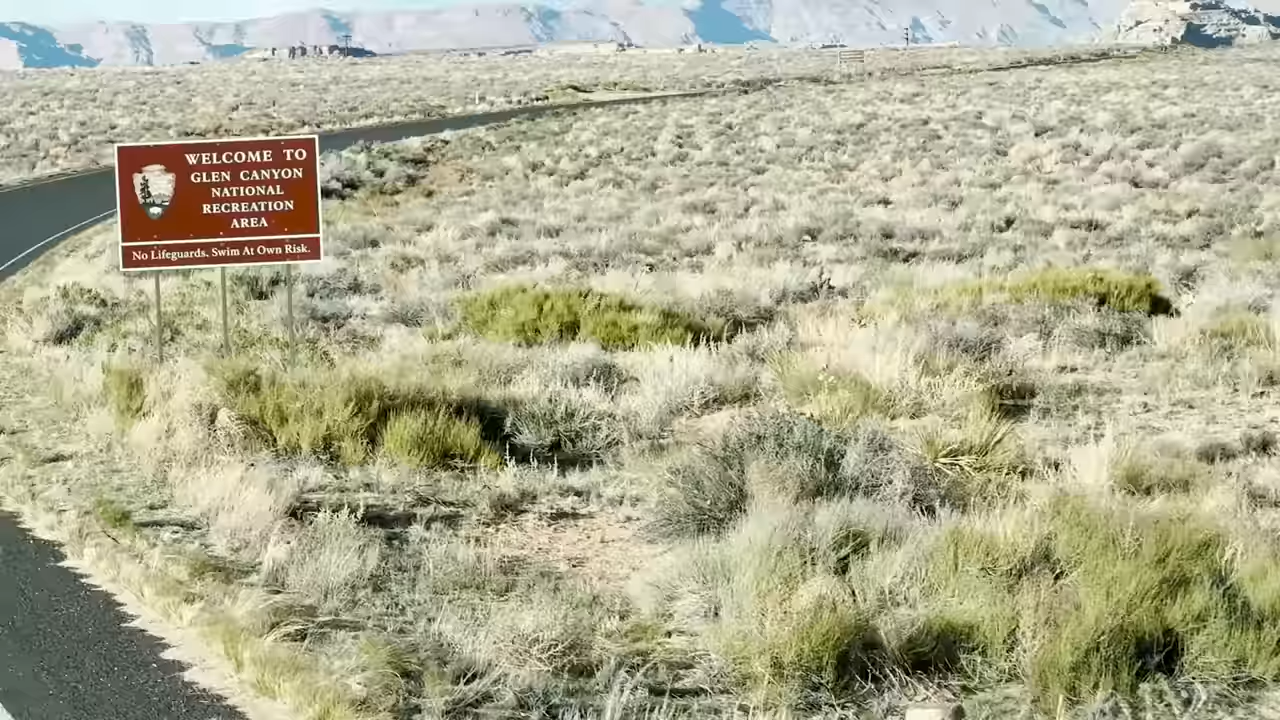 WELCOME TO
GLEN CANYON
NATIONAL
RECREATION
AREA
No Lifeguards. Swim At Own Risk.